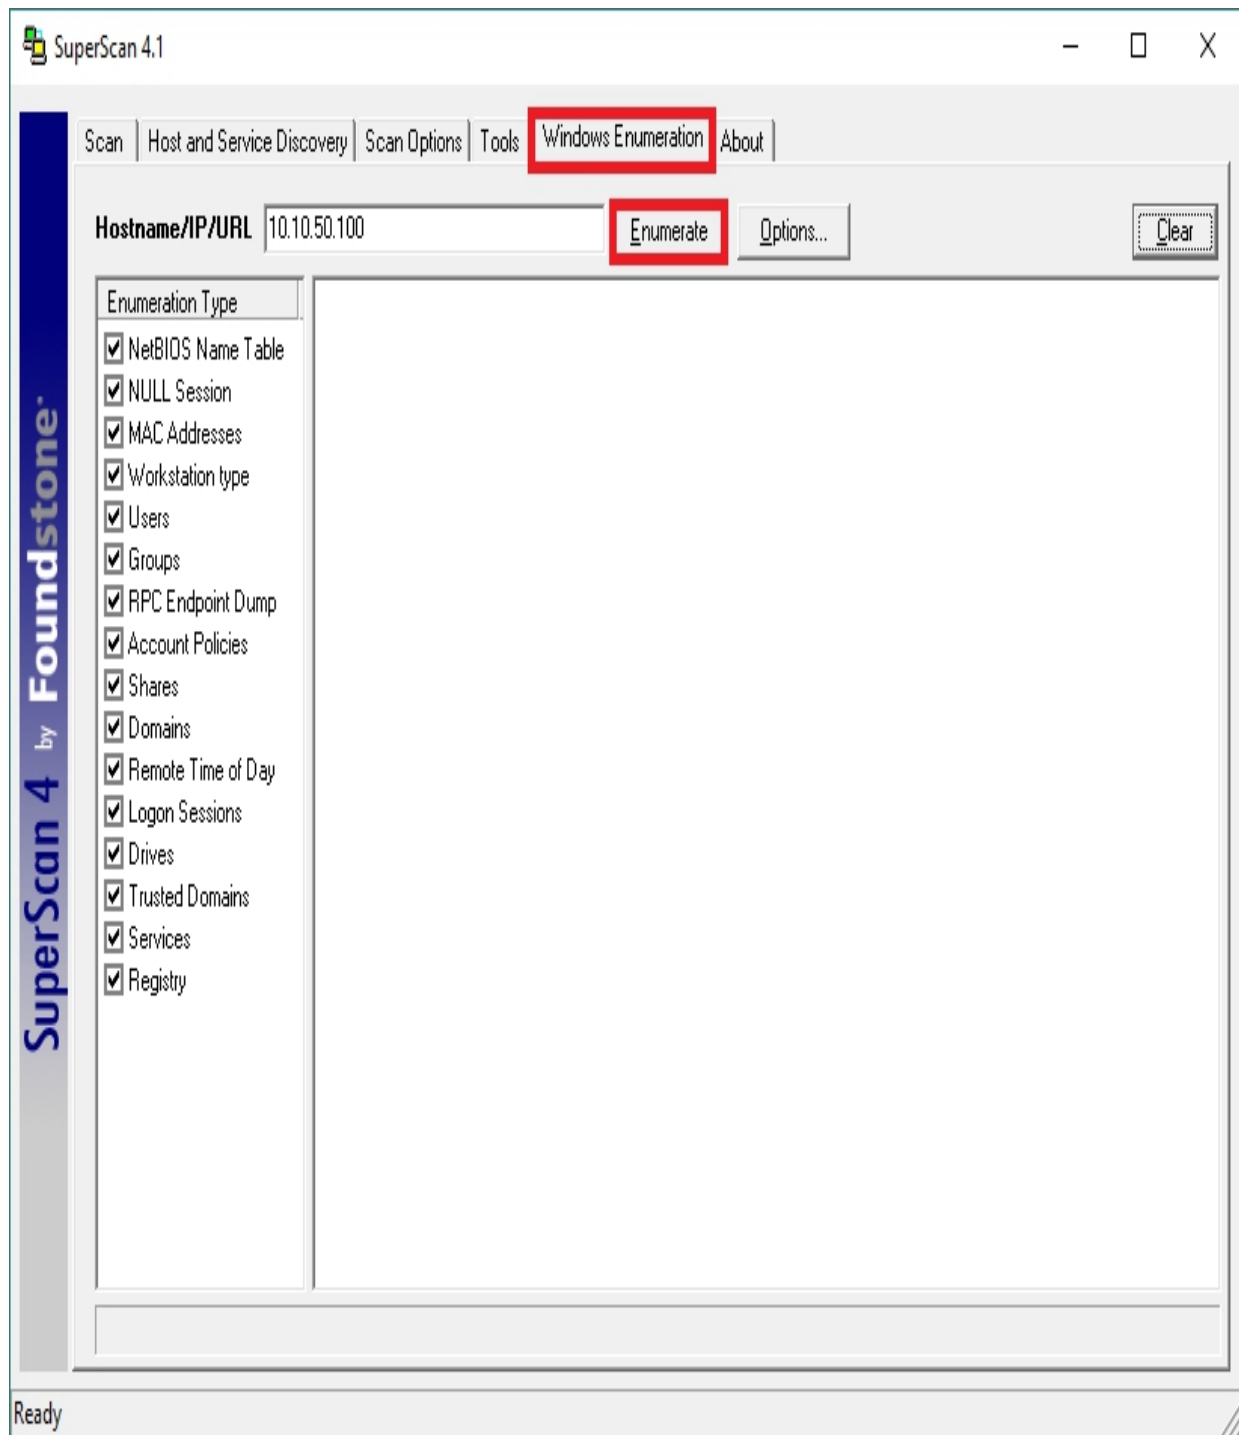 SuperScan 4.1
Scan Host and Service Discovery Scan Options Tools Windows Enumeration About
Hostname/IP/URL 10.10.50.100 Enumerate Options... Clear
Enumeration Type
NetBIOS Name Table
NULL Session
MAC Addresses
Workstation type
Users
Groups
RPC Endpoint Dump
Account Policies
Shares
Domains
Remote Time of Day
Logon Sessions
Drives
Trusted Domains
Services
Registry
SuperScan 4 by Foundstone
Ready